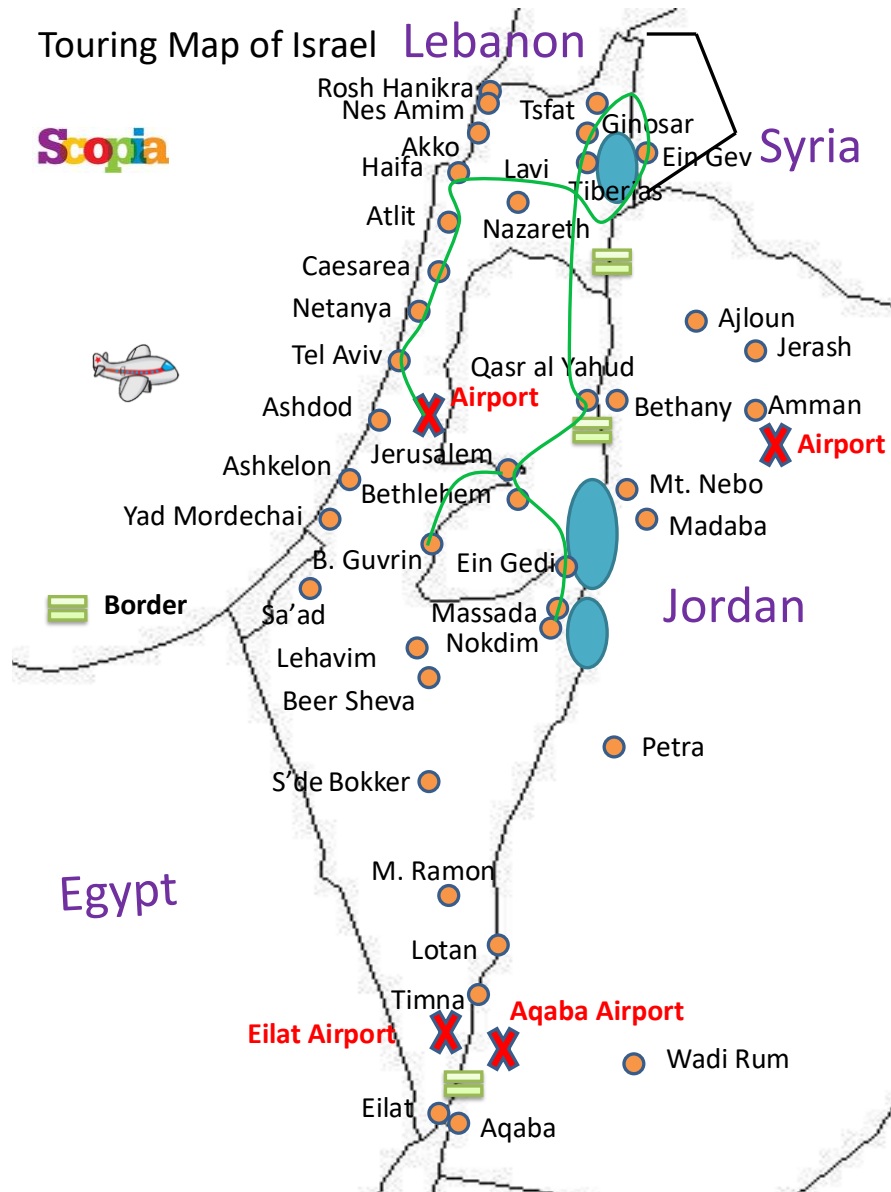 Touring Map of Israel
Lebanon
Scopia
Rosh Hanikra
Nes Amim
Tsfat
Ginosar
Akko
Syria
Haifa
Lavi
Ein Gev
Tiberias
Atlit
Nazareth
Caesarea
Netanya
Ajloun
Tel Aviv
Jerash
Qasr al Yahud
Airport
Ashdod
Bethany
Amman
Airport
Jerusalem
Ashkelon
Bethlehem
Mt. Nebo
Yad Mordechai
Madaba
B. Guvrin
Ein Gedi
Border
Sa’ad
Massada
Jordan
Nokdim
Lehavim
Beer Sheva
Petra
S’de Bokker
M. Ramon
Egypt
Lotan
Timna
Aqaba Airport
Eilat Airport
Wadi Rum
Eilat
Aqaba